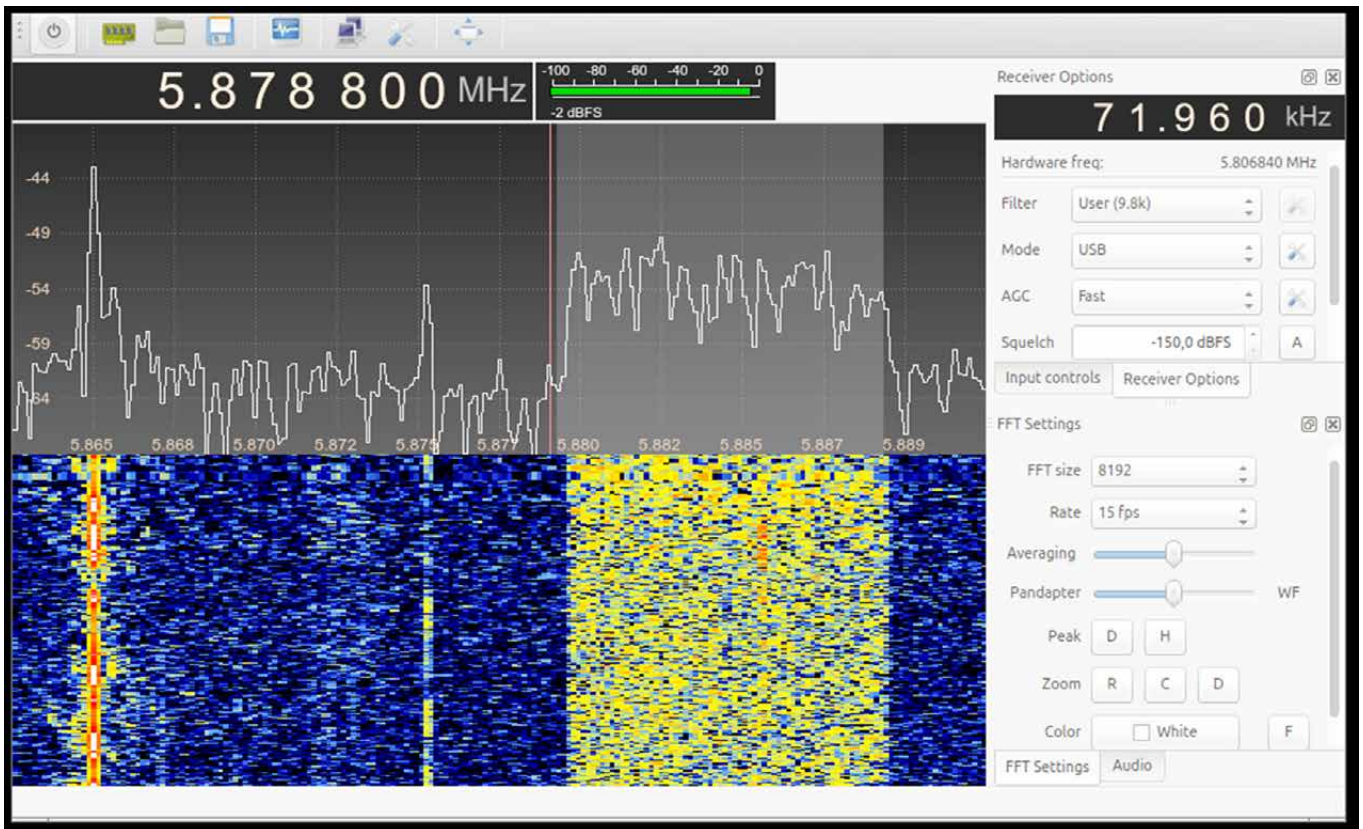 5.878 800 MHz
-100 -80 -60 -40 -20 0
-2 dBFS
-44
-49
-54
-59
-64
5.865 5.868 5.870 5.872 5.875 5.877 5.880 5.882 5.885 5.887 5.889
Receiver Options
71.960 kHz
Hardware freq: 5.806840 MHz
Filter User (9.8k)
Mode USB
AGC Fast
Squelch -150,0 dBFS A
Input controls Receiver Options
FFT Settings
FFT size 8192
Rate 15 fps
Averaging
Pandapter WF
Peak D H
Zoom R C D
Color White F
FFT Settings Audio